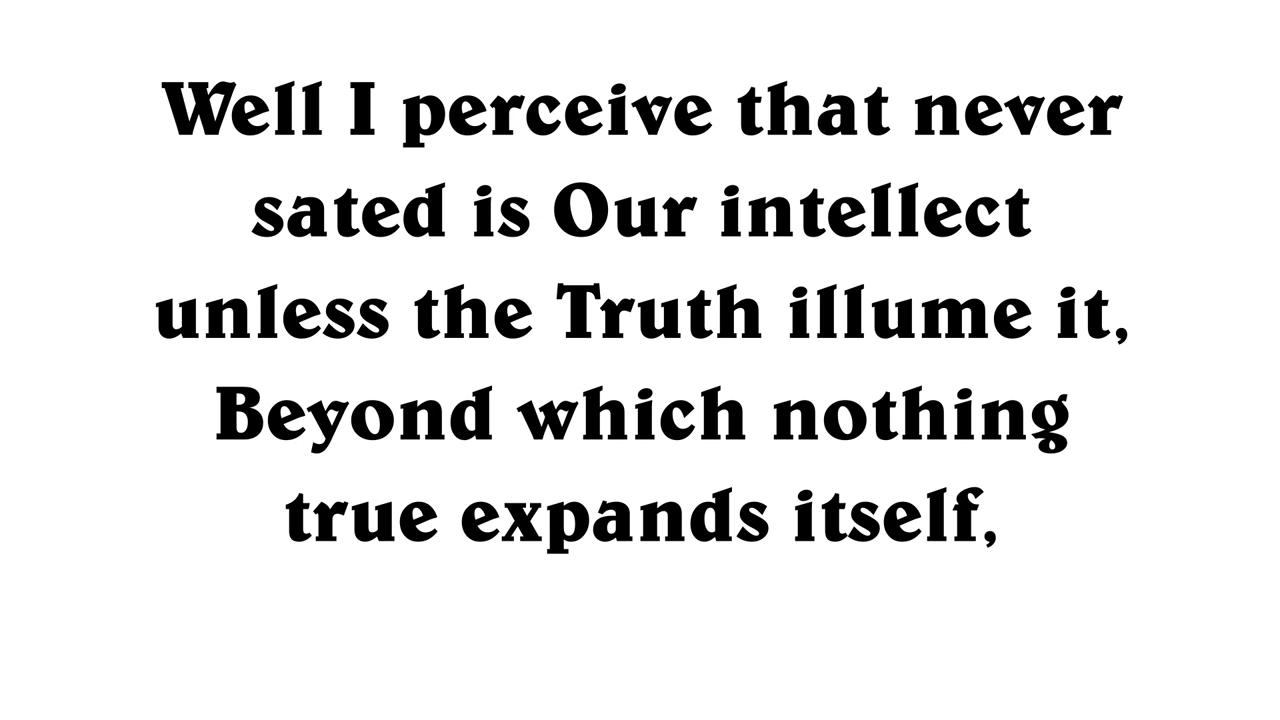 Well I perceive that never
sated is Our intellect
unless the Truth illume it,
Beyond which nothing
true expands itself,